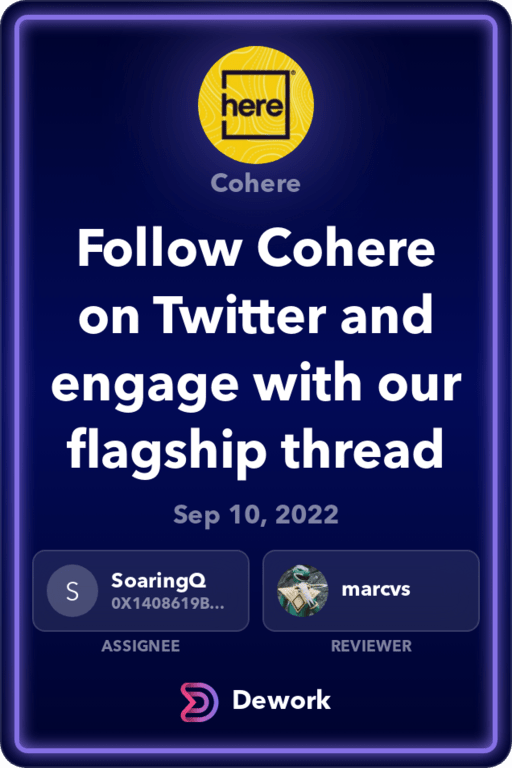 here®
Cohere
Follow Cohere
on Twitter and
engage with our
flagship thread
Sep 10, 2022
S
SoaringQ
0X1408619B...
marcvs
ASSIGNEE
REVIEWER
Dework